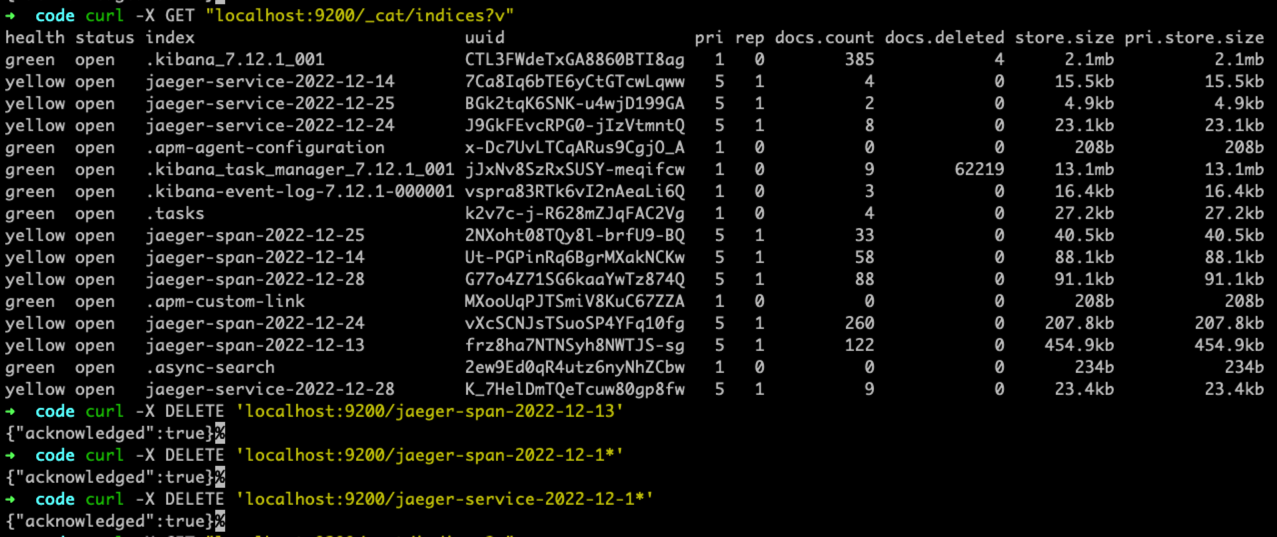 → code curl -X GET "localhost:9200/_cat/indices?v"
health status index uuid pri rep docs.count docs.deleted store.size pri.store.size
green open .kibana_7.12.1_001 CTL3FWdeTxGA8860BTI8ag 1 0 385 4 2.1mb 2.1mb
yellow open jaeger-service-2022-12-14 7Ca8Iq6bTE6yCtGTcwLqww 5 1 4 0 15.5kb 15.5kb
yellow open jaeger-service-2022-12-25 BGk2tqK6SNK-u4wjD199GA 5 1 2 0 4.9kb 4.9kb
yellow open jaeger-service-2022-12-24 J9GkFEvcRPG0-jIzVtmntQ 5 1 8 0 23.1kb 23.1kb
green open .apm-agent-configuration x-Dc7UvLTCqARus9CgjO_A 1 0 0 0 208b 208b
green open .kibana_task_manager_7.12.1_001 jJxNv8SzRxSUSY-meqifcw 1 0 9 62219 13.1mb 13.1mb
green open .kibana-event-log-7.12.1-000001 vspra83RTk6vI2nAeaLi6Q 1 0 3 0 16.4kb 16.4kb
green open .tasks k2v7c-j-R628mZJqFAC2Vg 1 0 4 0 27.2kb 27.2kb
yellow open jaeger-span-2022-12-25 2NXoht08TQy8l-brfU9-BQ 5 1 33 0 40.5kb 40.5kb
yellow open jaeger-span-2022-12-14 Ut-PGPinRq6BgrMXakNCKw 5 1 58 0 88.1kb 88.1kb
yellow open jaeger-span-2022-12-28 G77o4Z71SG6kaaYwTz874Q 5 1 88 0 91.1kb 91.1kb
green open .apm-custom-link MXooUqPJTSmiV8KuC67ZZA 1 0 0 0 208b 208b
yellow open jaeger-span-2022-12-24 vXcSCNJsTSuoSP4YFq10fg 5 1 260 0 207.8kb 207.8kb
yellow open jaeger-span-2022-12-13 frz8ha7NTNSyh8NWTJS-sg 5 1 122 0 454.9kb 454.9kb
green open .async-search 2ew9Ed0qR4utz6nyNhZCbw 1 0 0 0 234b 234b
yellow open jaeger-service-2022-12-28 K_7HelDmTQeTcuw80gp8fw 5 1 9 0 23.4kb 23.4kb
→ code curl -X DELETE 'localhost:9200/jaeger-span-2022-12-13'
{"acknowledged":true}%
→ code curl -X DELETE 'localhost:9200/jaeger-span-2022-12-1*'
{"acknowledged":true}%
→ code curl -X DELETE 'localhost:9200/jaeger-service-2022-12-1*'
{"acknowledged":true}%